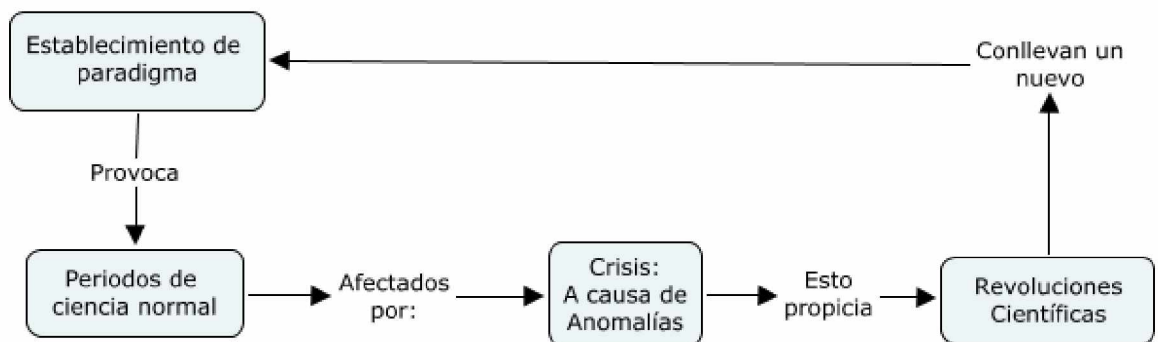 Establecimiento de
paradigma
Provoca
Periodos de
ciencia normal
Afectados
por:
Crisis:
A causa de
Anomalías
Esto
propicia
Revoluciones
Científicas
Conllevan un
nuevo